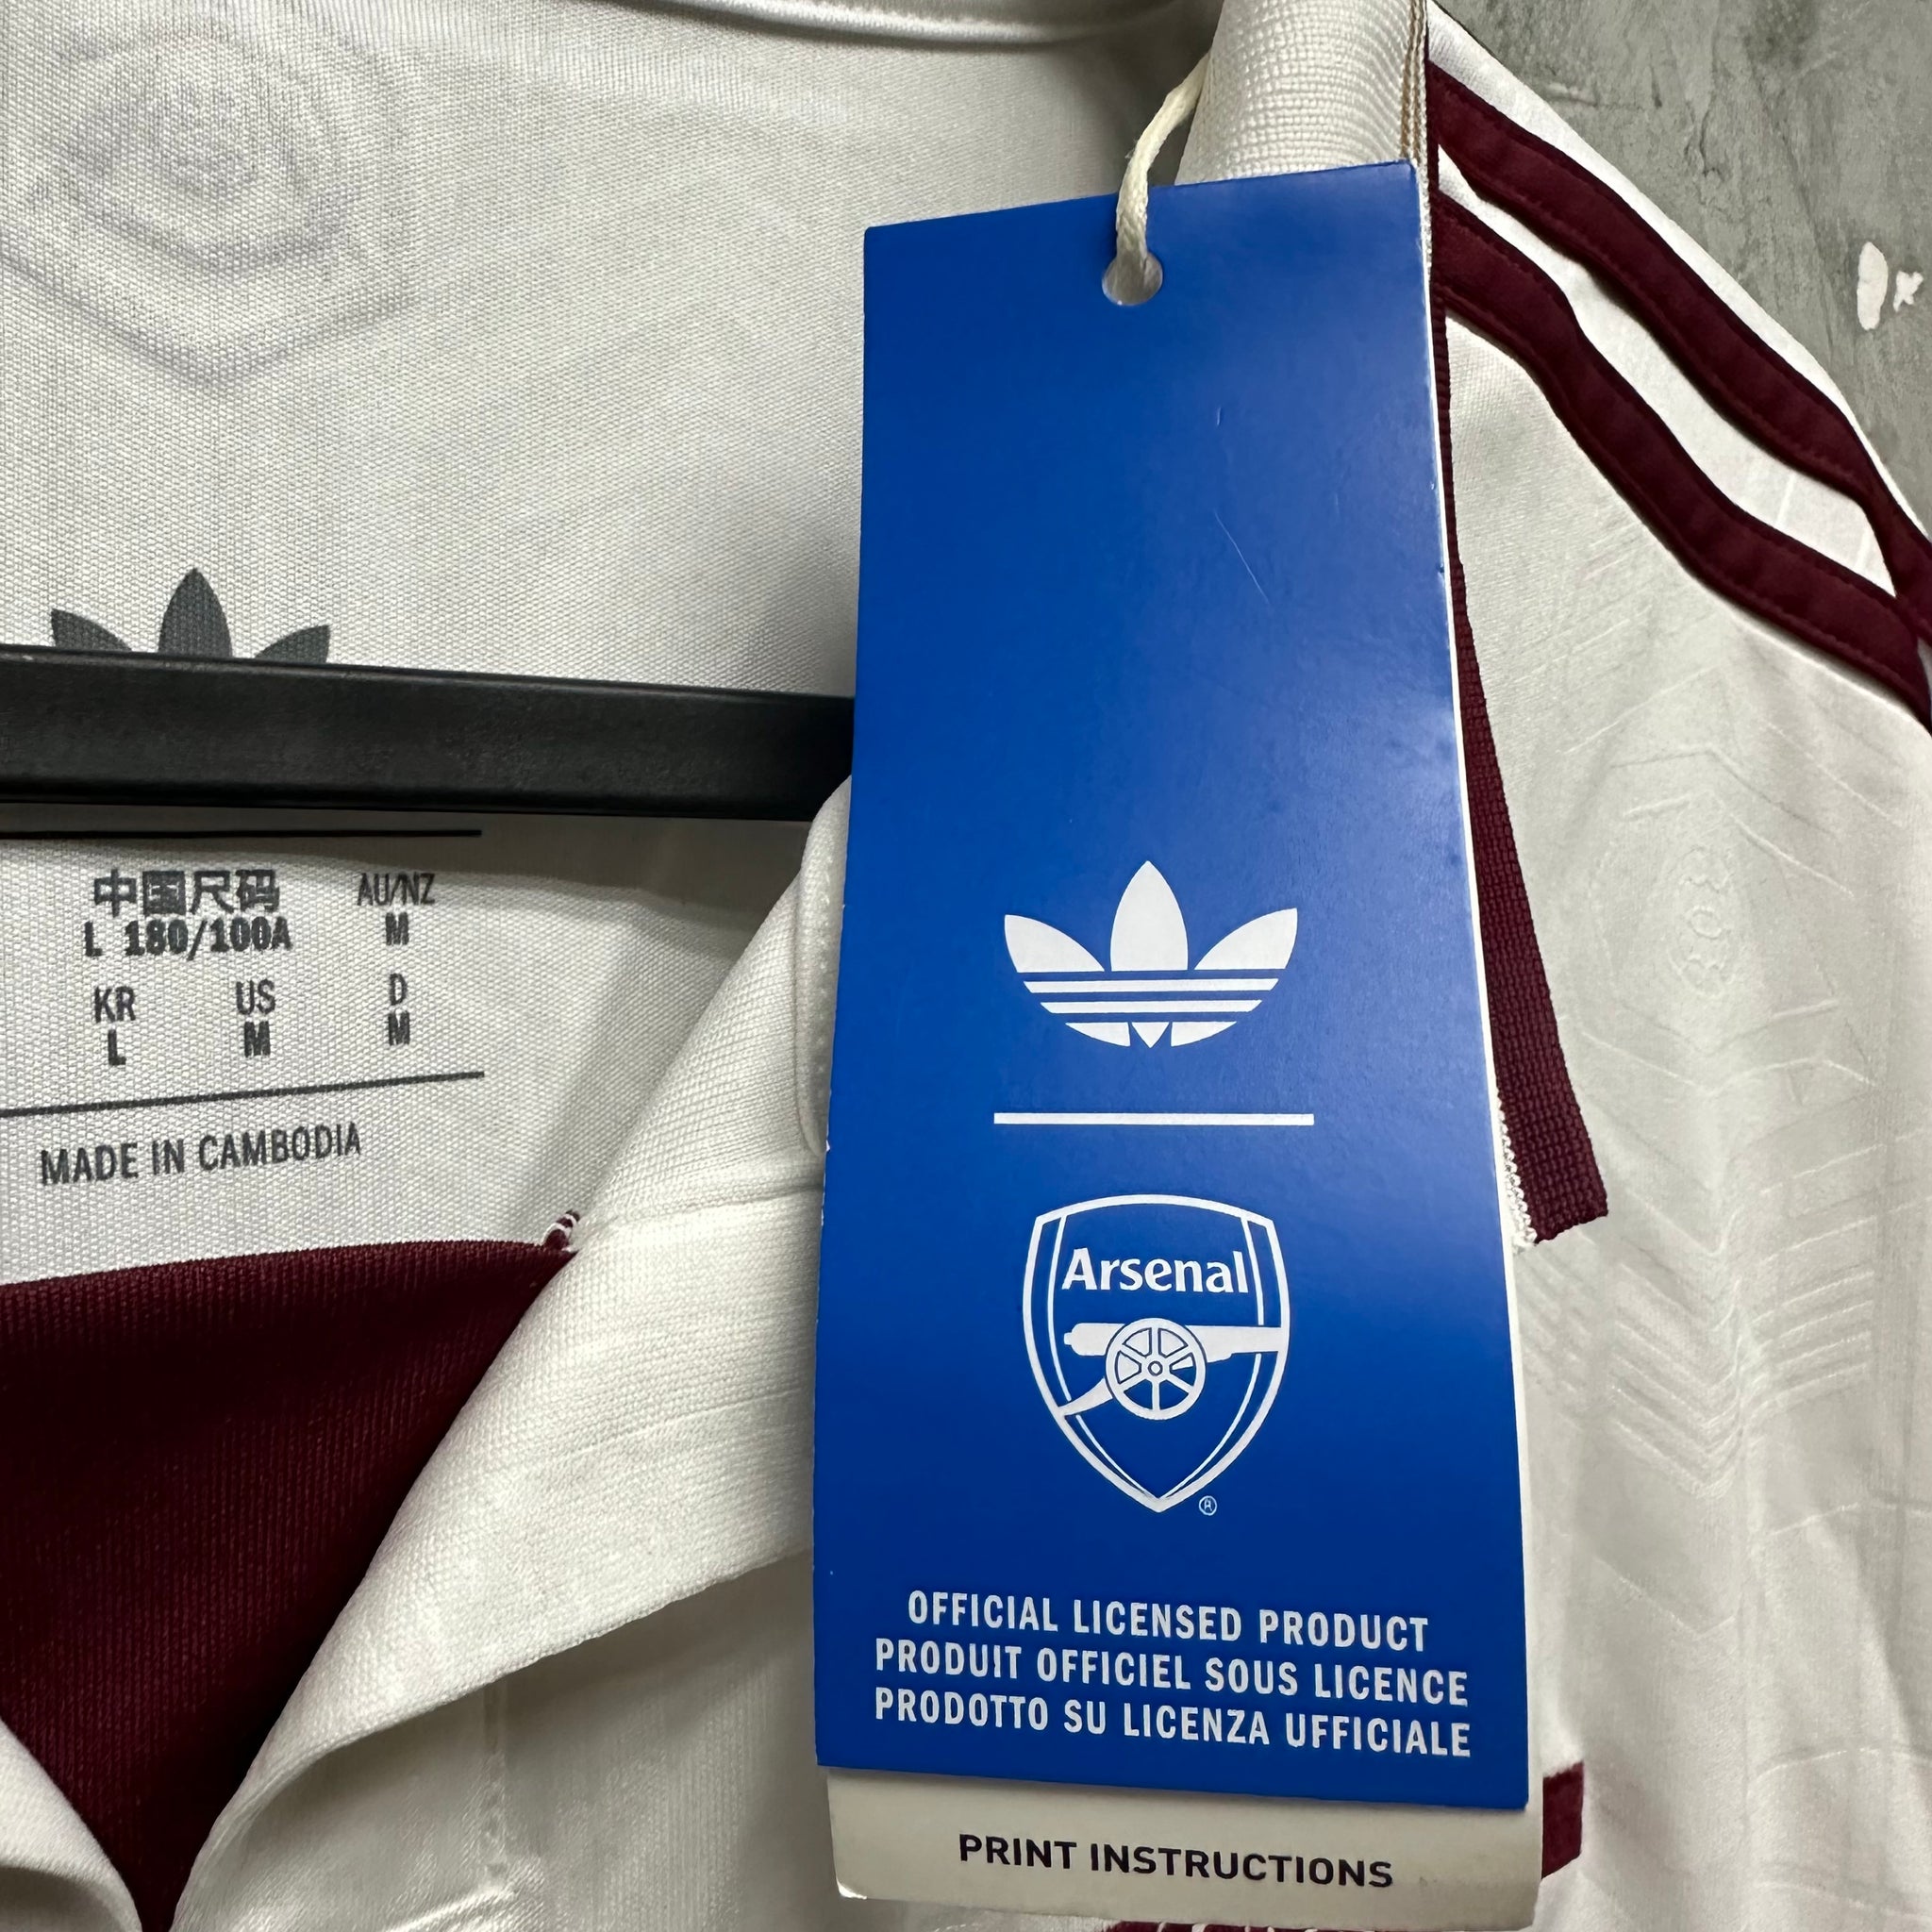 中国尺码 AU/NZ
L 180/100A M
KR US D
L M M
MADE IN CAMBODIA
Arsenal
®
OFFICIAL LICENSED PRODUCT
PRODUIT OFFICIEL SOUS LICENCE
PRODOTTO SU LICENZA UFFICIALE
PRINT INSTRUCTIONS